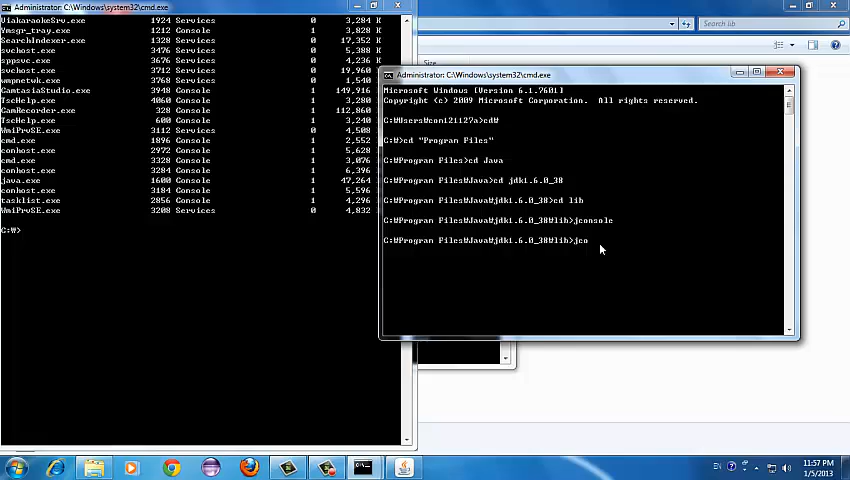 Administrator: C:\Windows\system32\cmd.exe
ViakaraokeSrv.exe 1924 Services 0 3,284 K
Ymsgr_tray.exe 1212 Console 1 3,828 K
SearchIndexer.exe 1328 Services 0 17,352 K
svchost.exe 3476 Services 0 5,388 K
sppsvc.exe 3676 Services 0 4,236 K
svchost.exe 3712 Services 0 19,960 K
wmpnetwk.exe 3264 Services 0 1,540 K
CamtasiaStudio.exe 3948 Console 1 149,916 K
TscHelp.exe 4060 Console 1 3,280 K
CamRecorder.exe 328 Console 1 112,860 K
TscHelp.exe 600 Console 1 120 K
WmiPrvSE.exe 3112 Services 0 4,508 K
cmd.exe 1896 Console 1 2,552 K
conhost.exe 2972 Console 1 5,628 K
cmd.exe 3328 Console 1 3,076 K
conhost.exe 3284 Console 1 6,396 K
java.exe 1600 Console 1 47,264 K
conhost.exe 3184 Console 1 5,596 K
tasklist.exe 2856 Console 1 4,296 K
WmiPrvSE.exe 3208 Services 0 4,832 K
C:₩>
Search lib
Size
Administrator: C:\Windows\system32\cmd.exe
Microsoft Windows [Version 6.1.7601]
Copyright (c) 2009 Microsoft Corporation. All rights reserved.
C:₩Users₩con121127a>cd₩
C:₩>cd "Program Files"
C:₩Program Files>cd Java
C:₩Program Files₩Java>cd jdk1.6.0_38
C:₩Program Files₩Java₩jdk1.6.0_38>cd lib
C:₩Program Files₩Java₩jdk1.6.0_38₩lib>jconsole
C:₩Program Files₩Java₩jdk1.6.0_38₩lib>jco
EN
11:57 PM
1/5/2013